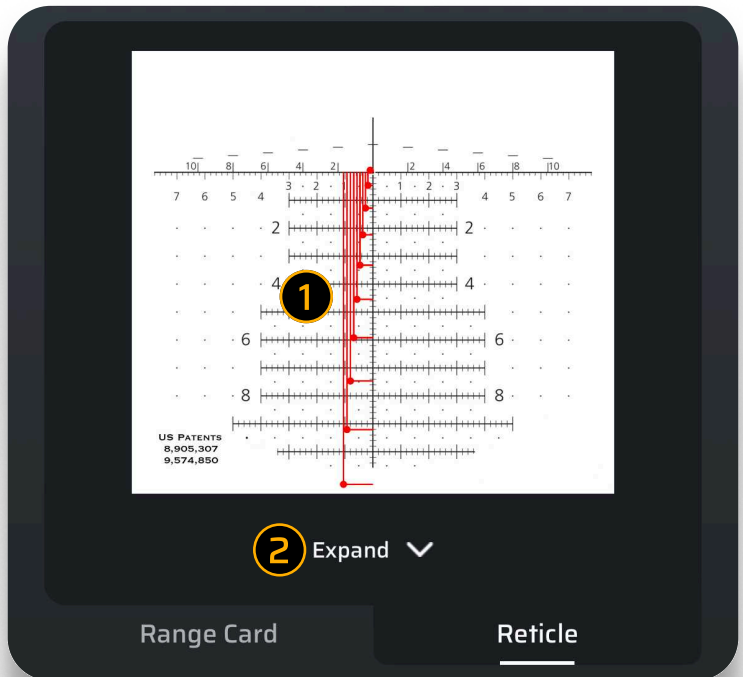 10 8 6 4 2 2 4 6 8 10
7 6 5 4 3 2 1 1 2 3 4 5 6 7
2 2
4 4
1
6 6
8 8
US PATENTS
8,905,307
9,574,850
2 Expand
Range Card Reticle